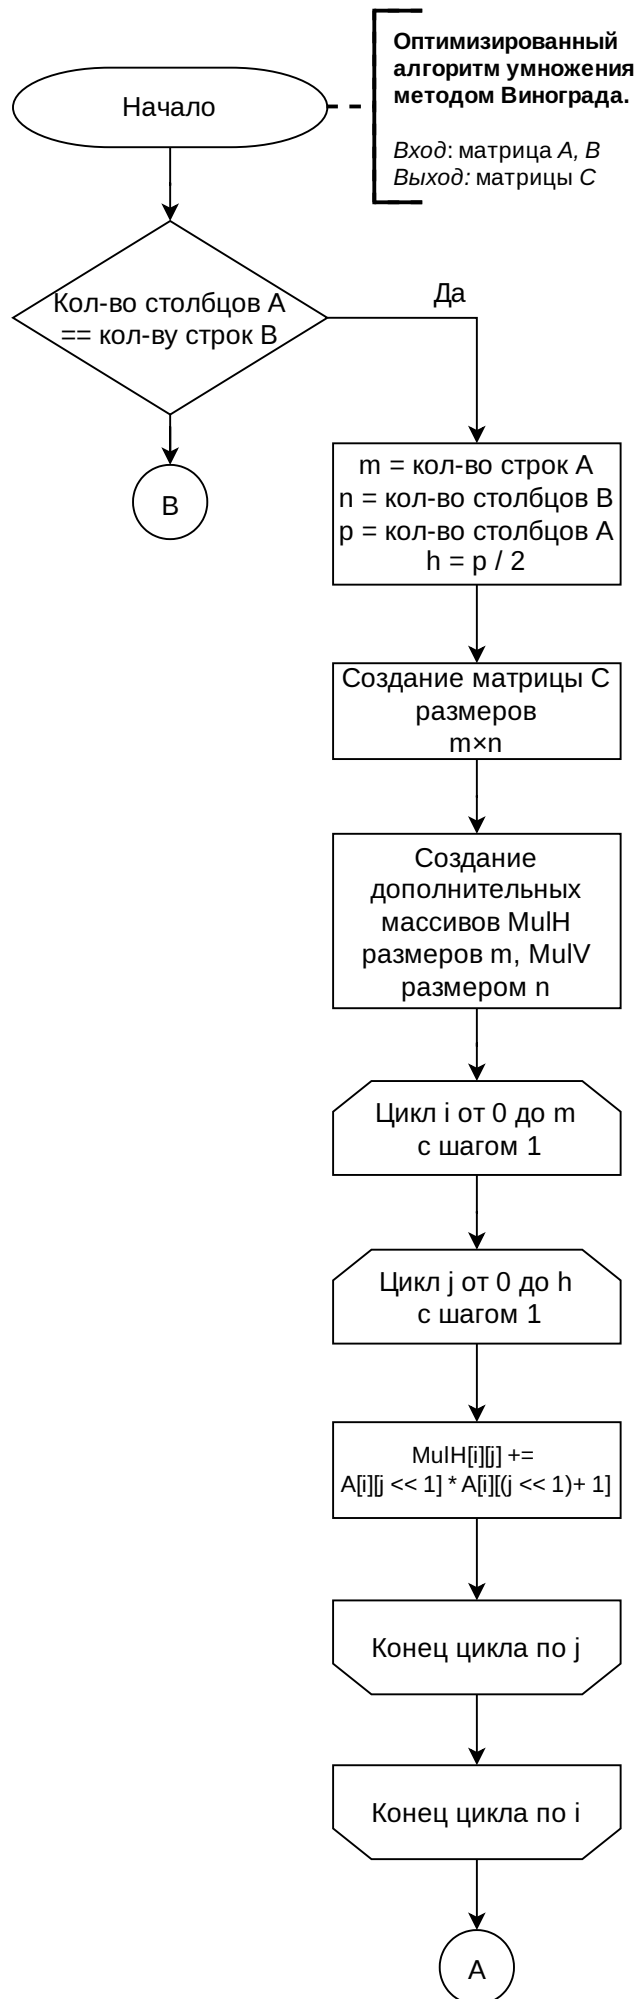 Оптимизированный
алгоритм умножения
методом Винограда.
Вход: матрица A, B
Выход: матрицы C
Начало
Да
Кол-во столбцов A
== кол-ву строк B
B
m = кол-во строк A
n = кол-во столбцов B
p = кол-во столбцов A
h = p / 2
Создание матрицы C
размеров
m×n
Создание
дополнительных
массивов MulH
размеров m, MulV
размером n
Цикл i от 0 до m
с шагом 1
Цикл j от 0 до h
с шагом 1
MulH[i][j] +=
A[i][j << 1] * A[i][(j << 1)+ 1]
Конец цикла по j
Конец цикла по i
A